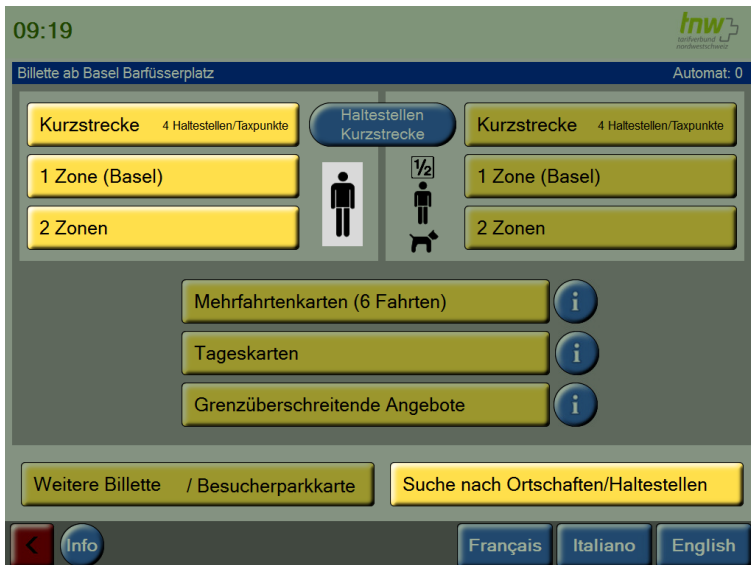 09:19
tnw
tarifverbund
nordwestschweiz
Billette ab Basel Barfüsserplatz Automat: 0
Kurzstrecke 4 Haltestellen/Taxpunkte
Haltestellen
Kurzstrecke
Kurzstrecke 4 Haltestellen/Taxpunkte
1 Zone (Basel)
½
1 Zone (Basel)
2 Zonen
2 Zonen
Mehrfahrtenkarten (6 Fahrten) i
Tageskarten i
Grenzüberschreitende Angebote i
Weitere Billette / Besucherparkkarte
Suche nach Ortschaften/Haltestellen
< Info Français Italiano English